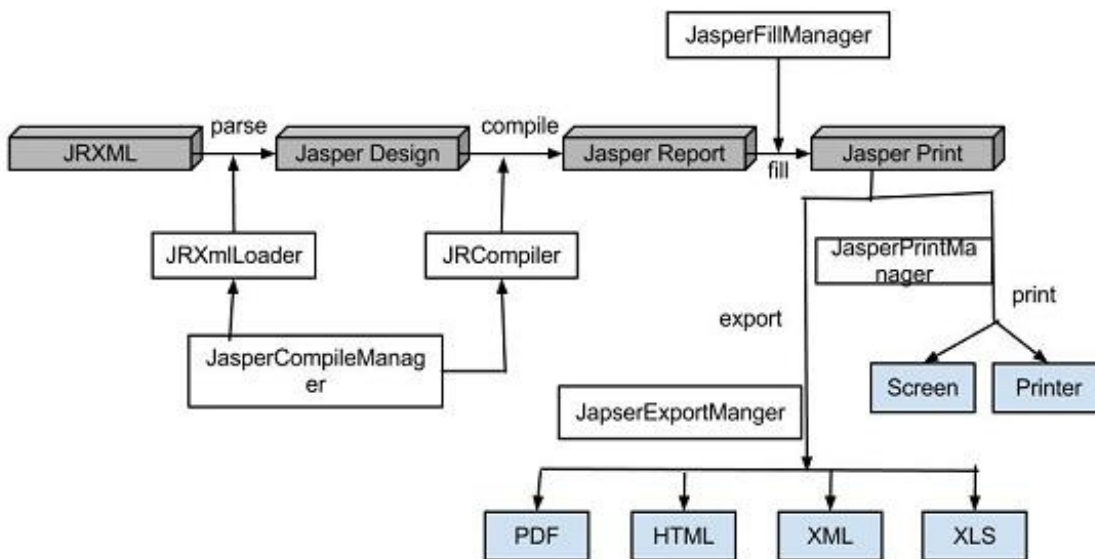 JasperFillManager
parse
compile
JRXML
Jasper Design
Jasper Report
fill
Jasper Print
JRXmlLoader
JRCompiler
JasperPrintMa
nager
print
export
JasperCompileManag
er
Screen
Printer
JapserExportManger
PDF
HTML
XML
XLS